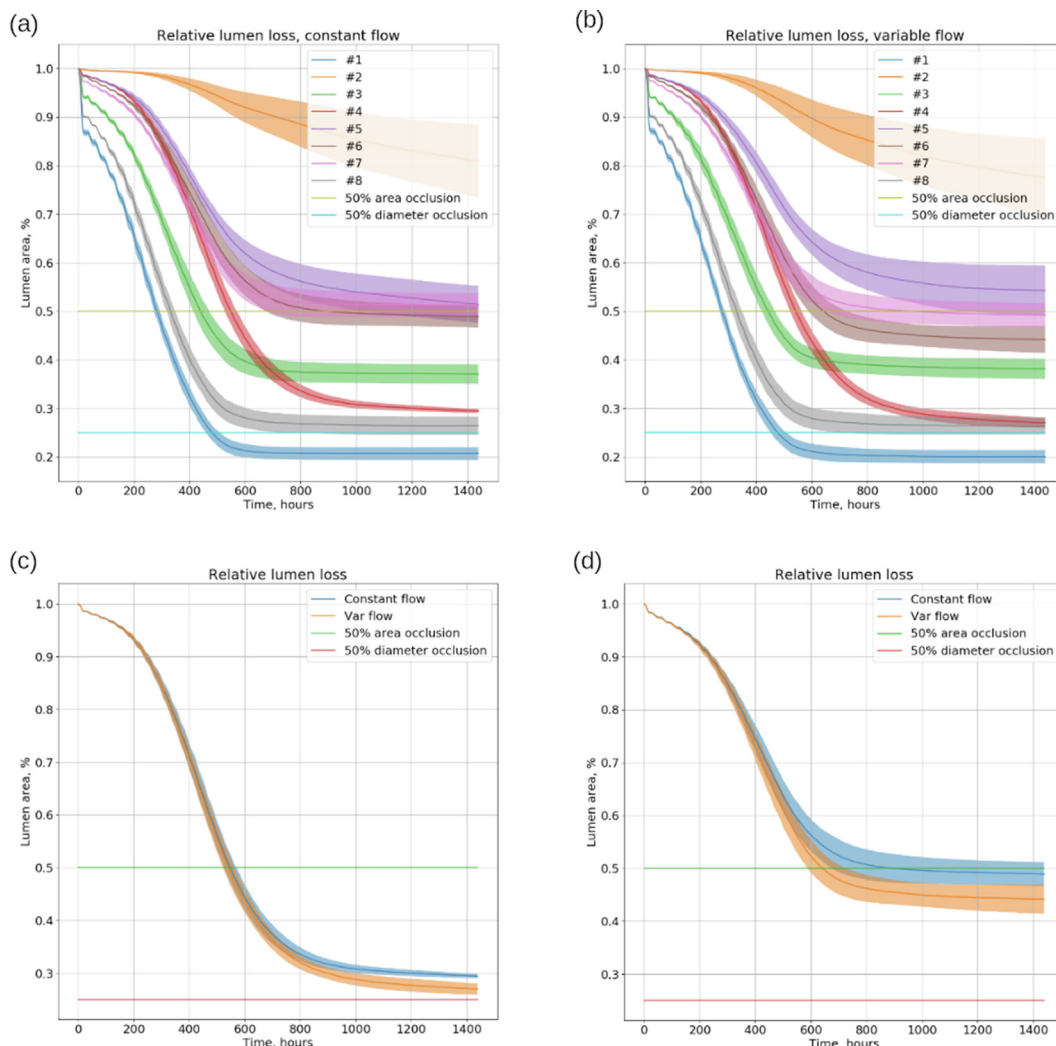 (a)
Relative lumen loss, constant flow
Lumen area, %
1.0
0.9
0.8
0.7
0.6
0.5
0.4
0.3
0.2
#1
#2
#3
#4
#5
#6
#7
#8
50% area occlusion
50% diameter occlusion
0 200 400 600 800 1000 1200 1400
Time, hours
(b)
Relative lumen loss, variable flow
Lumen area, %
1.0
0.9
0.8
0.7
0.6
0.5
0.4
0.3
0.2
#1
#2
#3
#4
#5
#6
#7
#8
50% area occlusion
50% diameter occlusion
0 200 400 600 800 1000 1200 1400
Time, hours
(c)
Relative lumen loss
Lumen area, %
1.0
0.9
0.8
0.7
0.6
0.5
0.4
0.3
Constant flow
Var flow
50% area occlusion
50% diameter occlusion
0 200 400 600 800 1000 1200 1400
Time, hours
(d)
Relative lumen loss
Lumen area, %
1.0
0.9
0.8
0.7
0.6
0.5
0.4
0.3
Constant flow
Var flow
50% area occlusion
50% diameter occlusion
0 200 400 600 800 1000 1200 1400
Time, hours